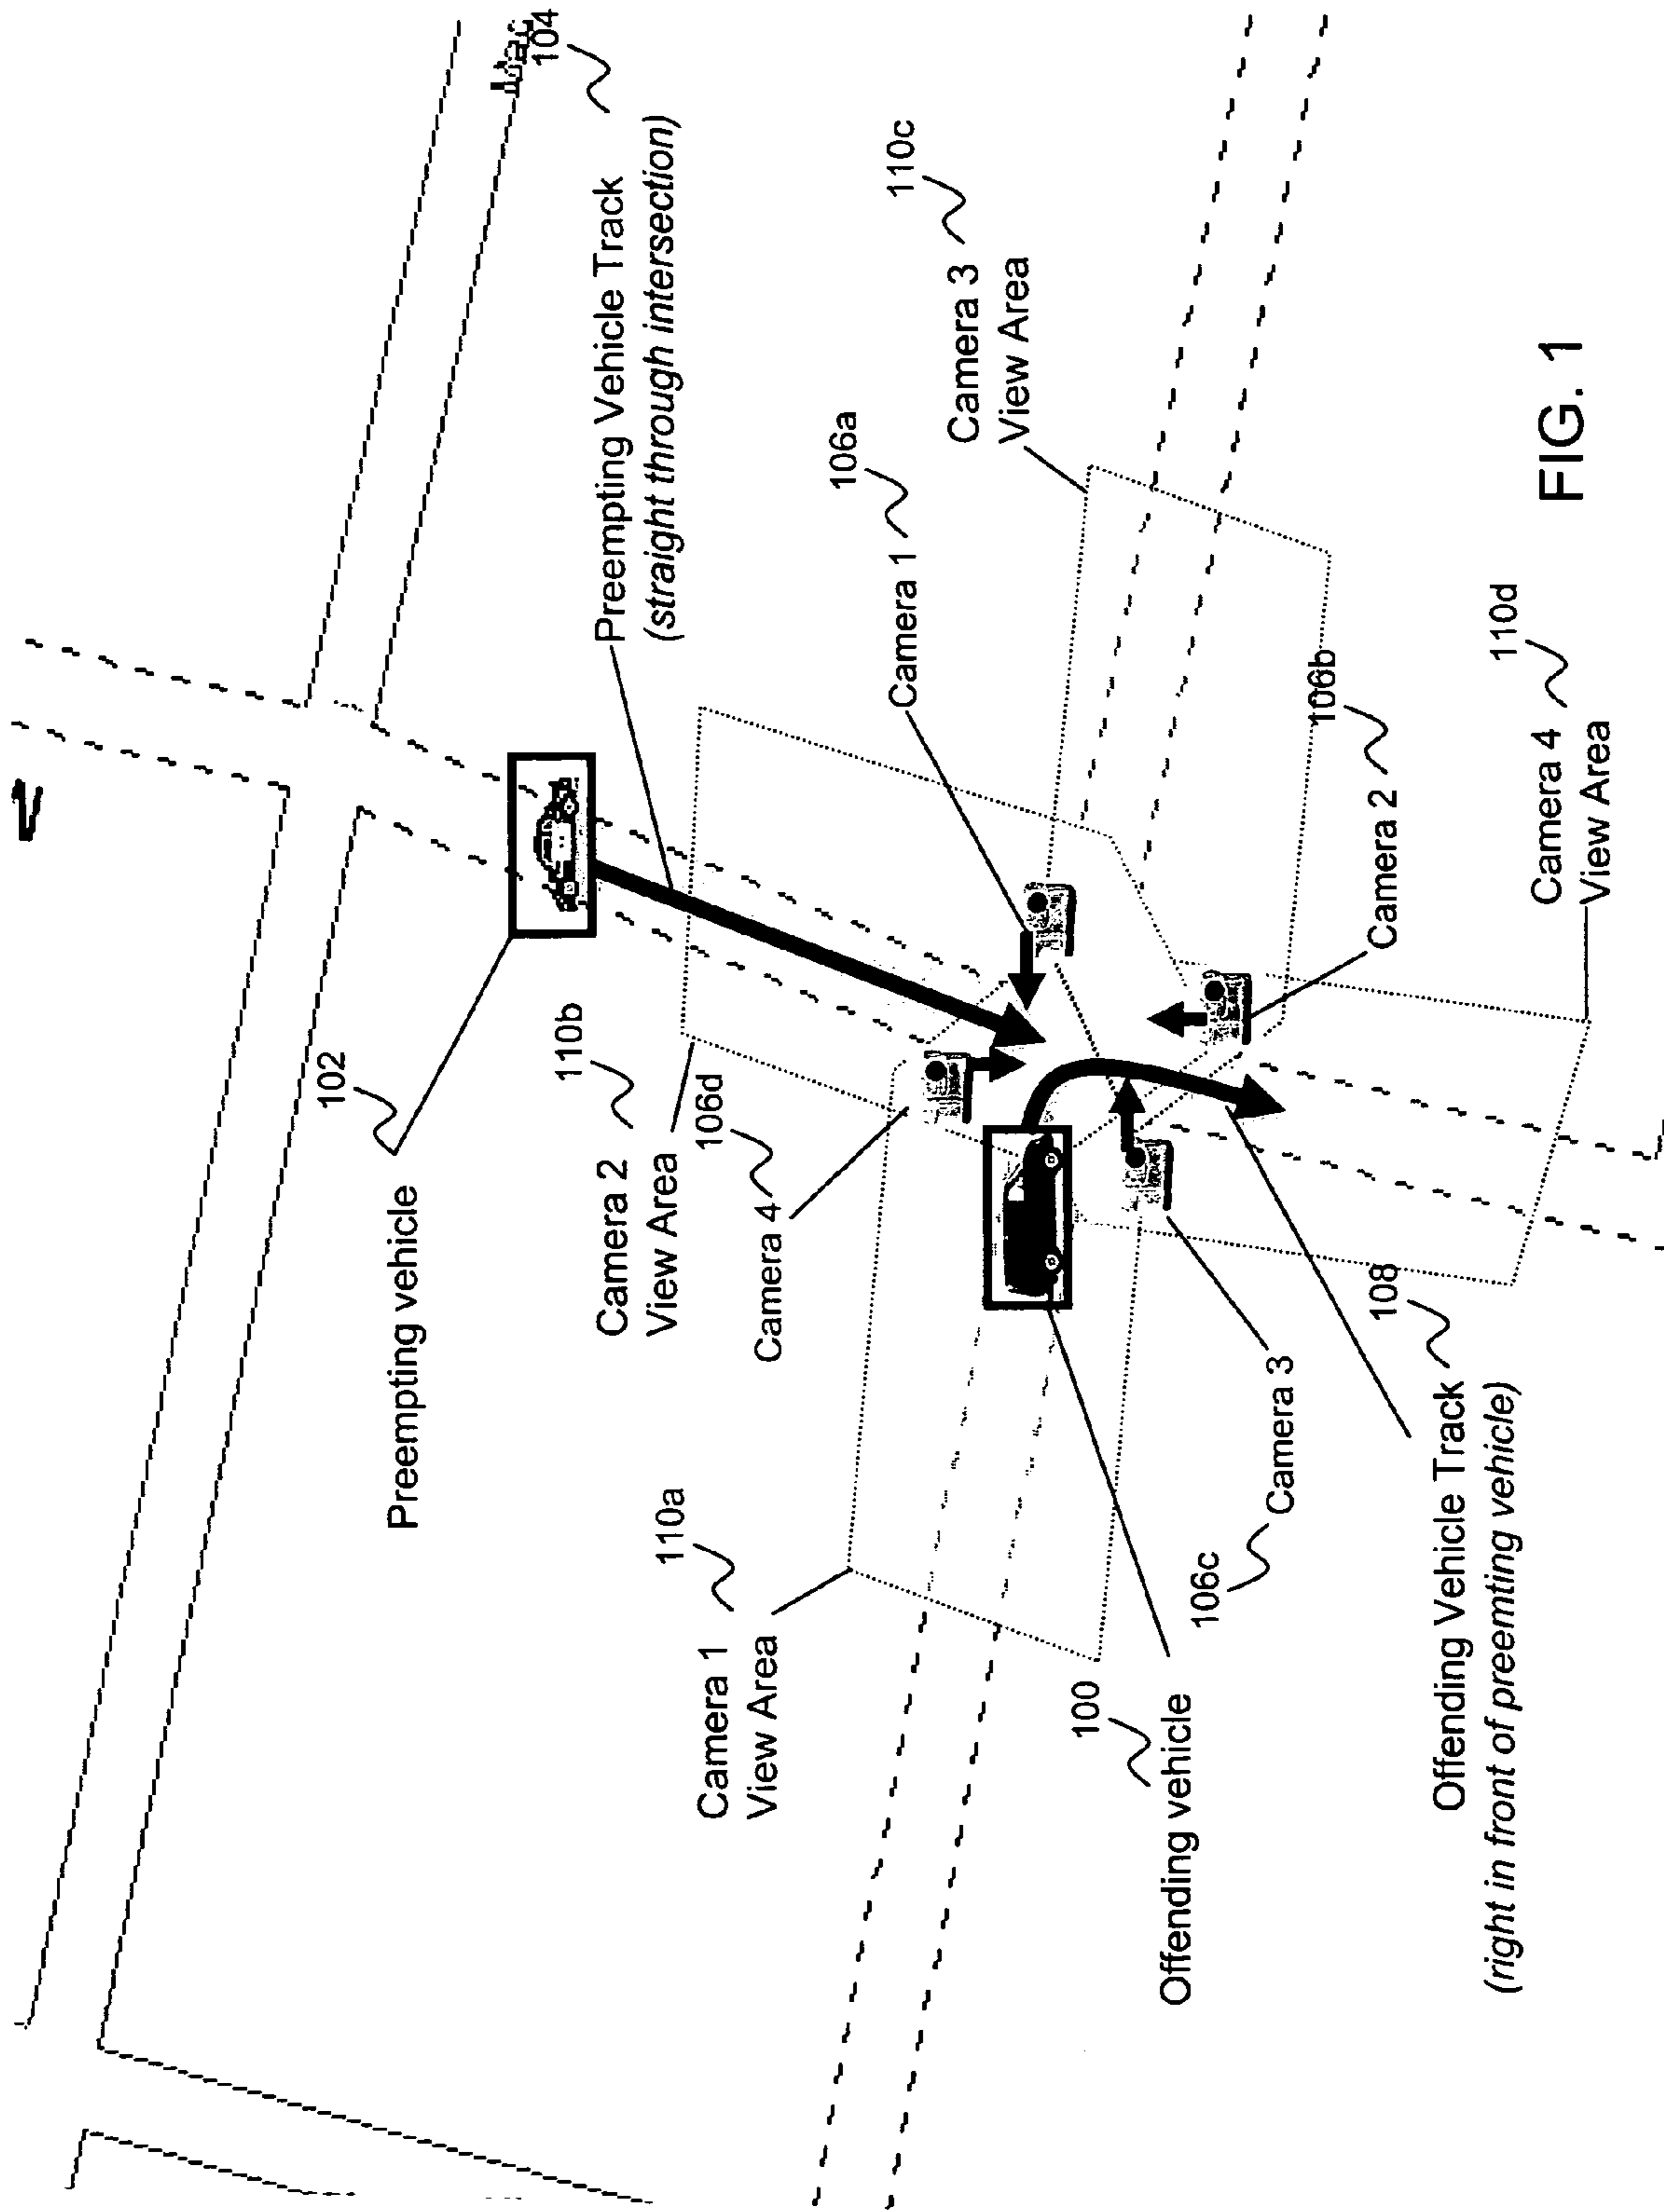 102
Preempting vehicle
104
Preempting Vehicle Track
(straight through intersection)
110b
Camera 2
View Area
106d
Camera 4
110a
Camera 1
View Area
106a
Camera 1
110c
Camera 3
View Area
100
Offending vehicle
106c
Camera 3
106b
Camera 2
108
Offending Vehicle Track
(right in front of preemting vehicle)
110d
Camera 4
View Area
FIG. 1